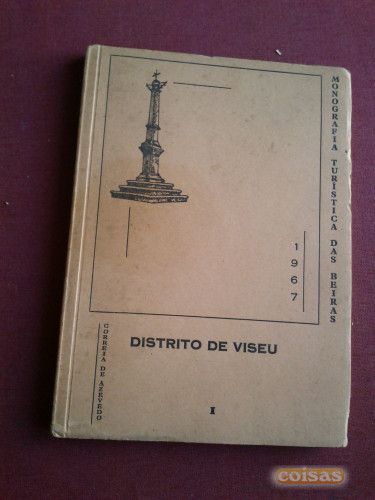 MONOGRAFIA TURÍSTICA DAS BEIRAS
1967
DISTRITO DE VISEU
CORREIA DE AZEVEDO
I
coisas